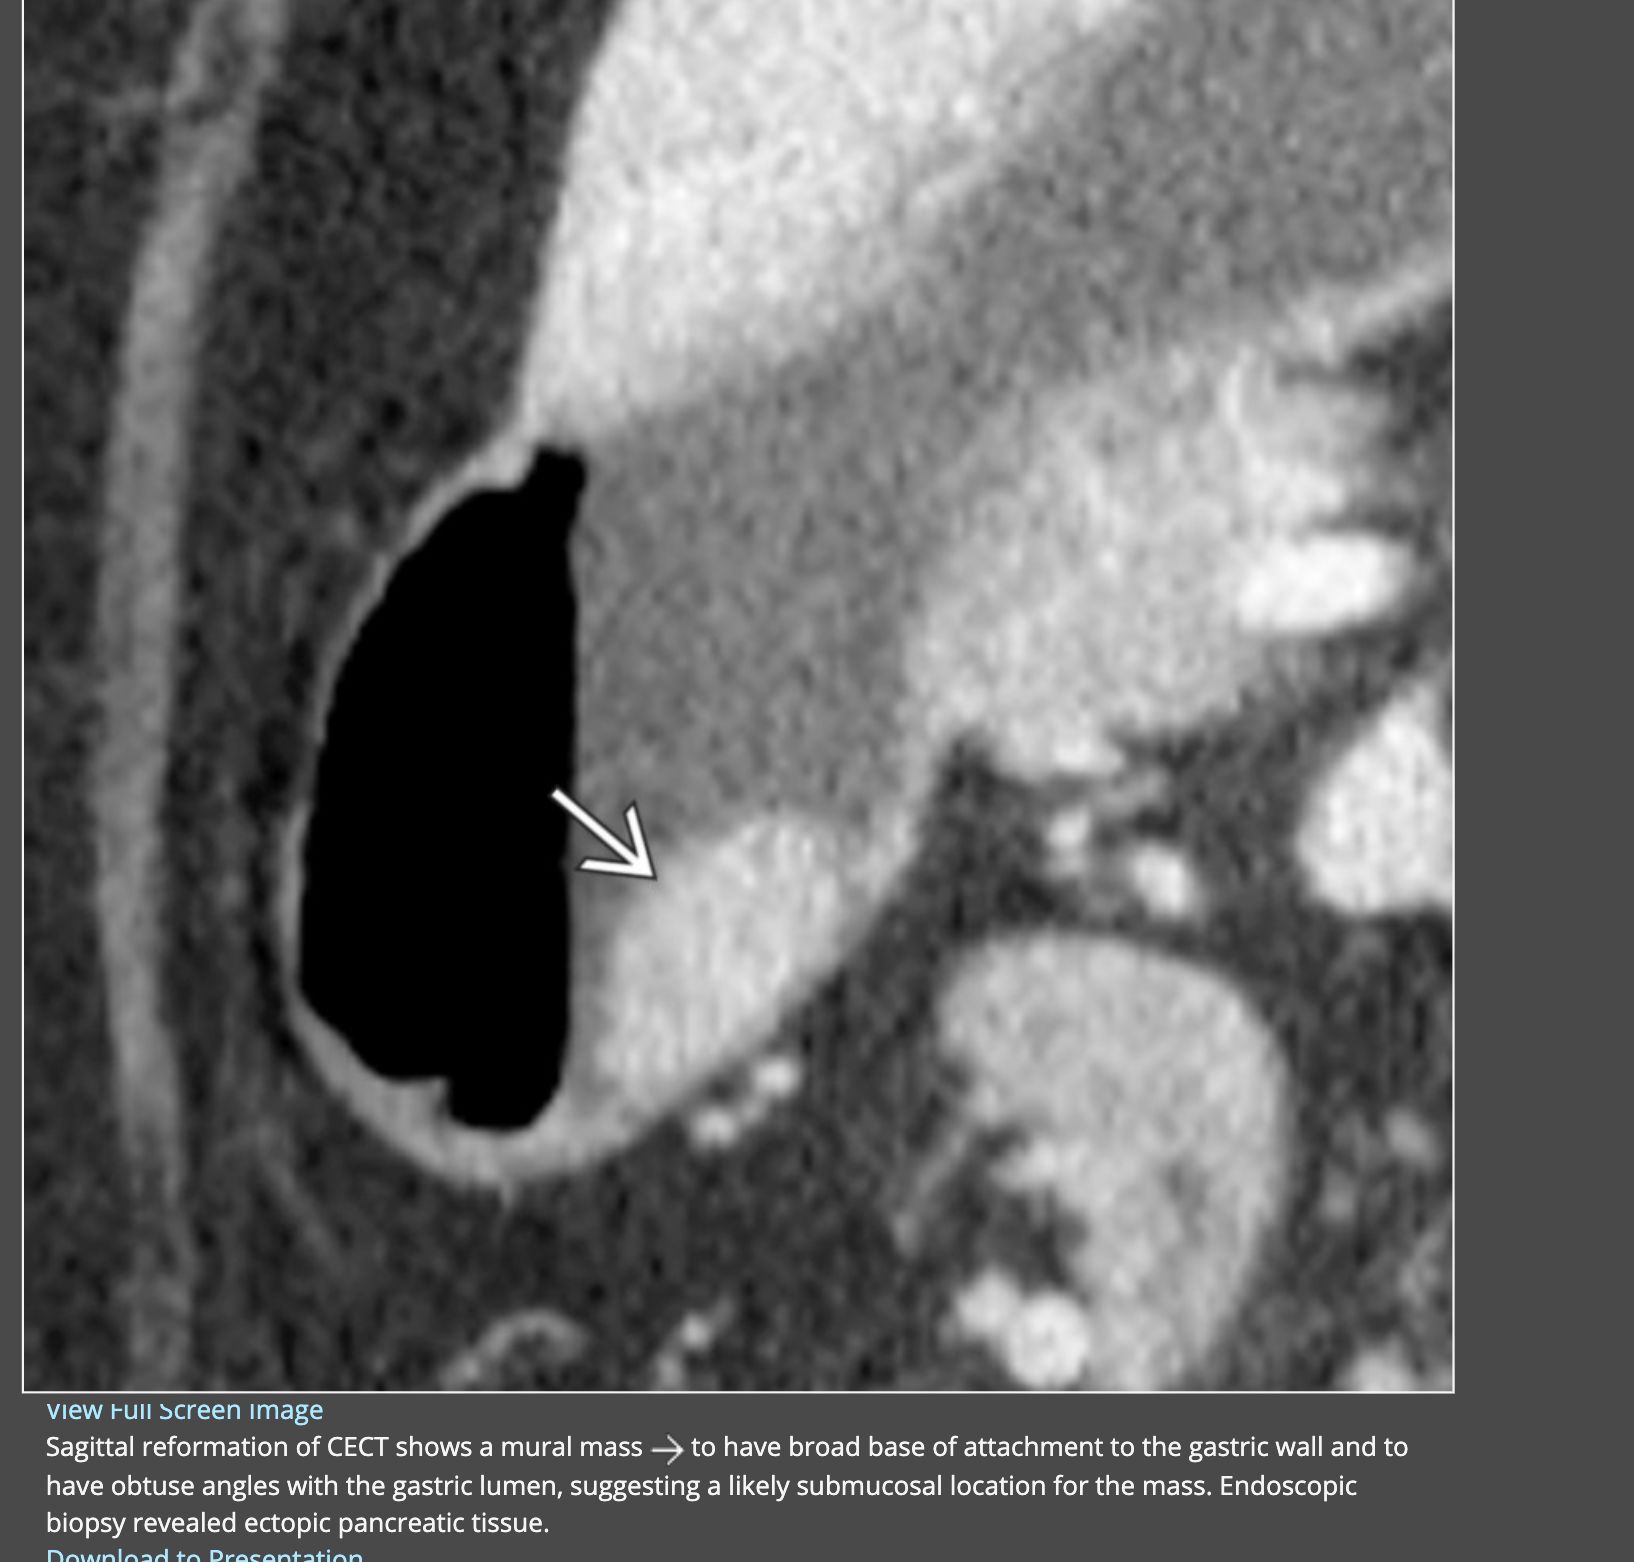 View Full Screen Image
Sagittal reformation of CECT shows a mural mass → to have broad base of attachment to the gastric wall and to
have obtuse angles with the gastric lumen, suggesting a likely submucosal location for the mass. Endoscopic
biopsy revealed ectopic pancreatic tissue.
Download to Presentation